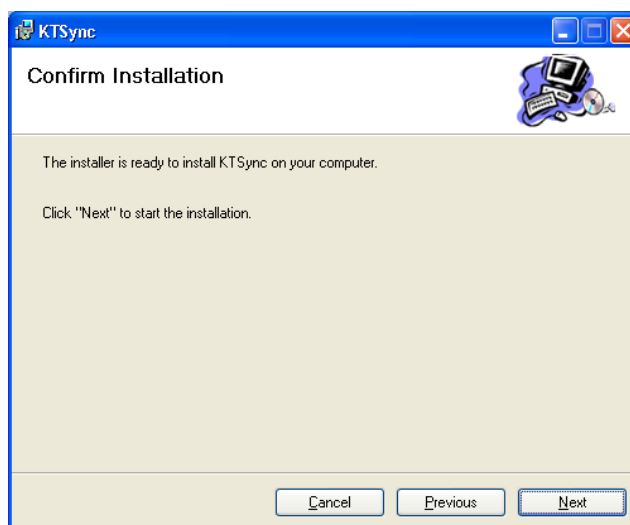 KTSync
Confirm Installation
The installer is ready to install KTSync on your computer.
Click "Next" to start the installation.
Cancel Previous Next